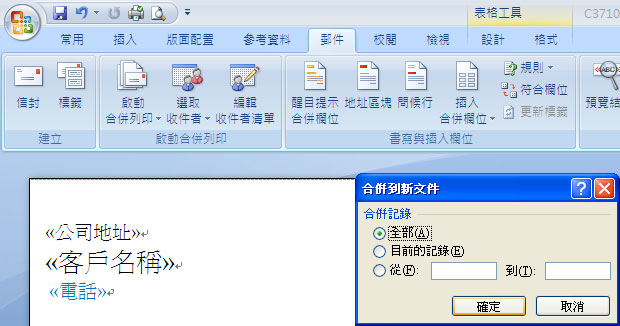 表格工具 C3710
常用 插入 版面配置 參考資料 郵件 校閱 檢視 設計 格式
信封 標籤 啟動合併列印 選取收件者 編輯收件者清單 醒目提示合併欄位 地址區塊 問候行 插入合併欄位 規則 符合欄位 更新標籤 預覽結
建立 啟動合併列印 書寫與插入欄位
合併到新文件
合併記錄
全部(A)
目前的記錄(E)
從(F): 到(T):
確定 取消
«公司地址»
«客戶名稱»
«電話»